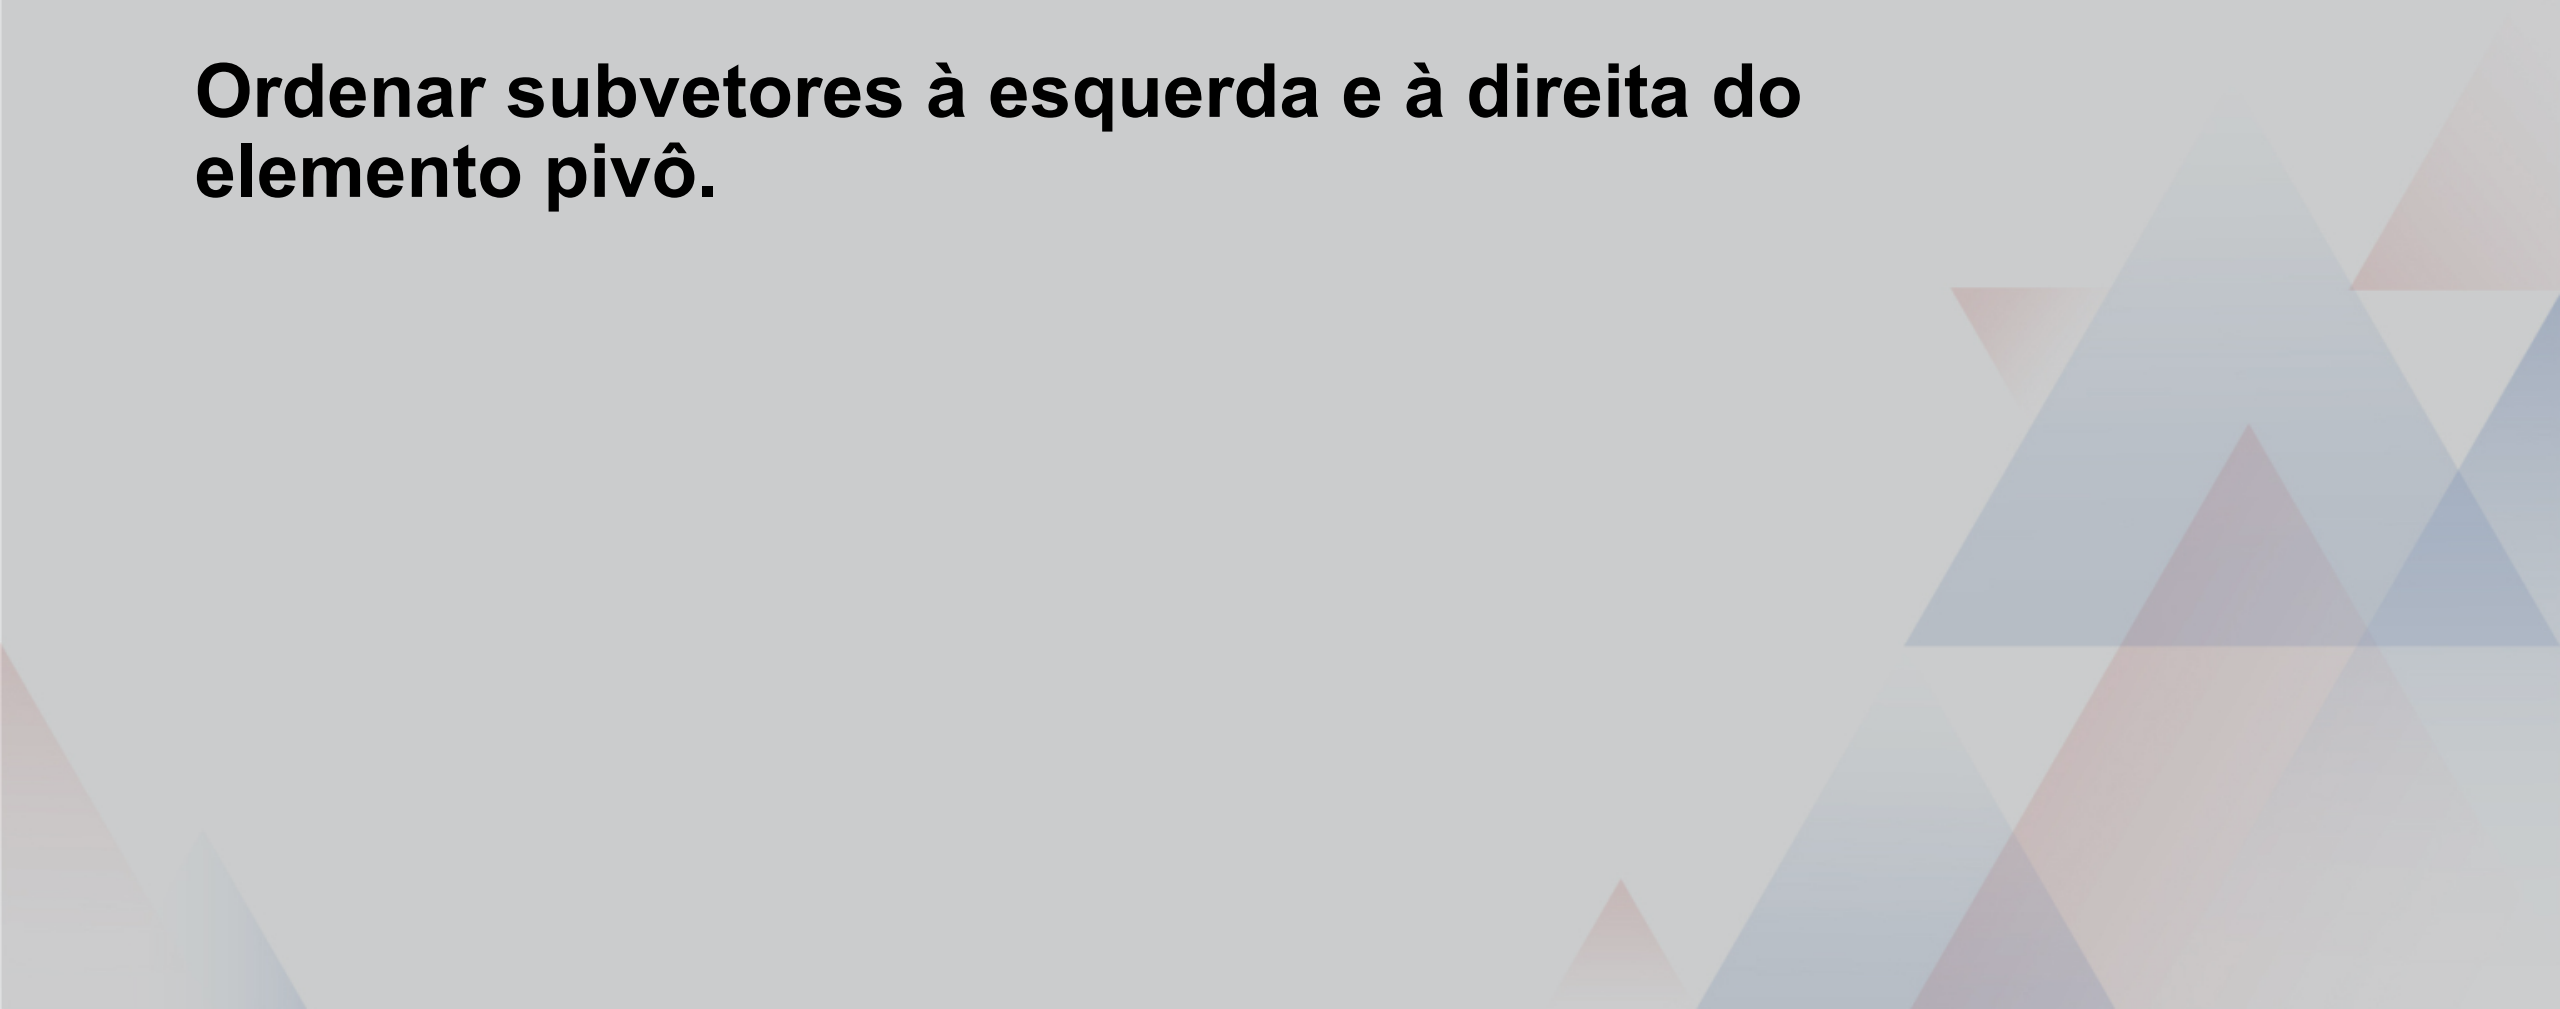 Ordenar subvetores à esquerda e à direita do
elemento pivô.